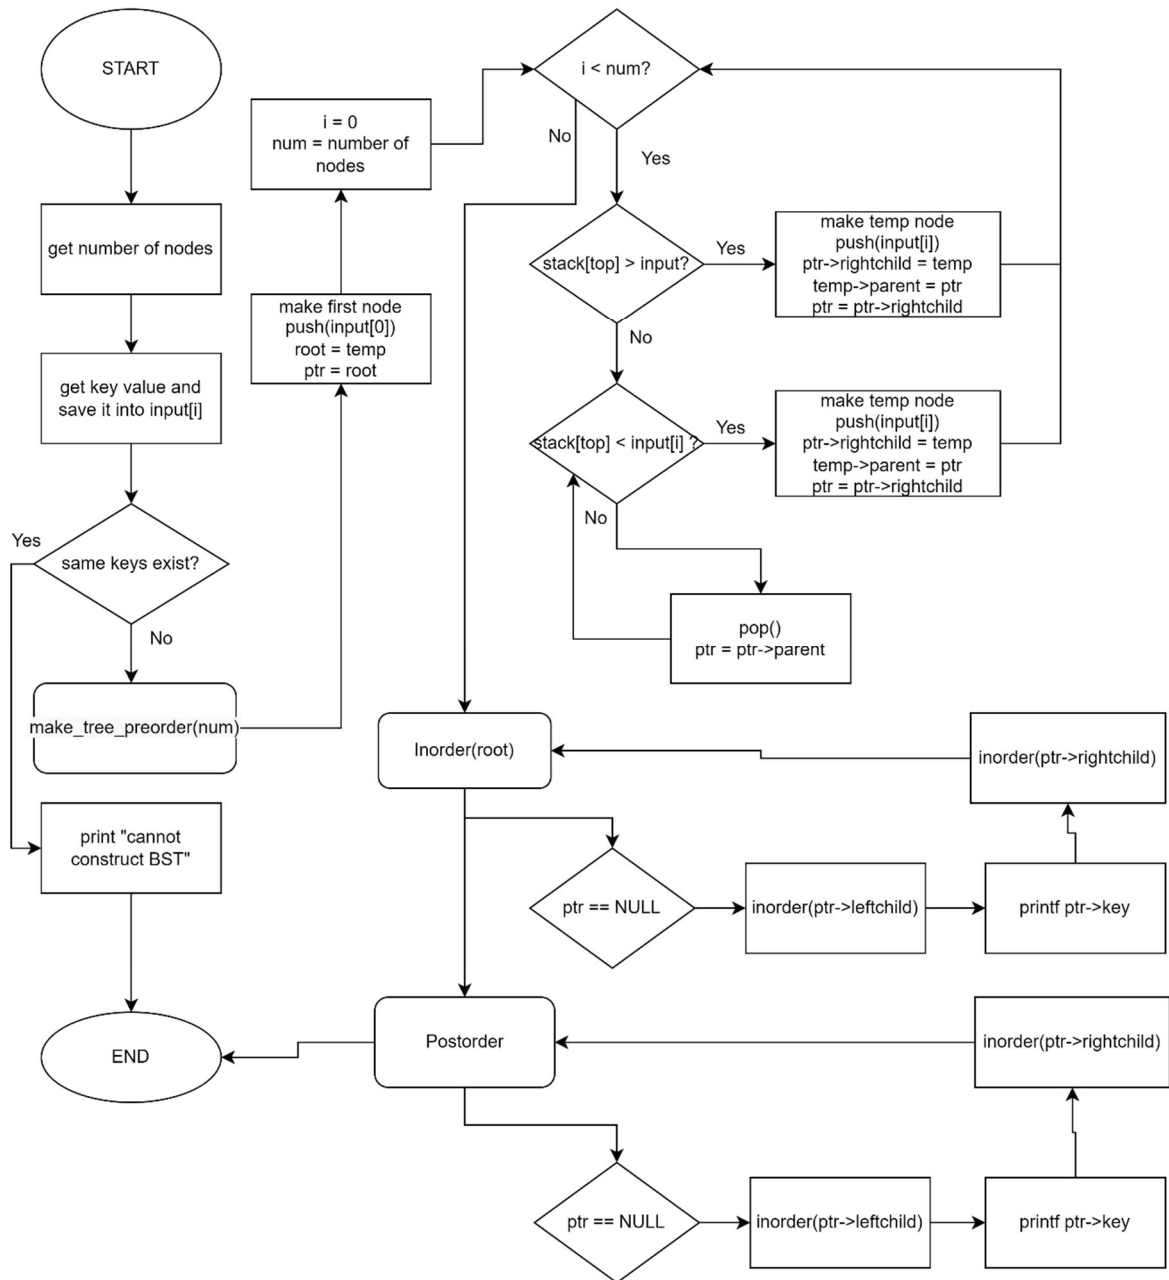 START
get number of nodes
get key value and
save it into input[i]
same keys exist?
Yes
No
make_tree_preorder(num)
print "cannot
construct BST"
END
make first node
push(input[0])
root = temp
ptr = root
i = 0
num = number of
nodes
i < num?
No
Yes
stack[top] > input?
Yes
make temp node
push(input[i])
ptr->rightchild = temp
temp->parent = ptr
ptr = ptr->rightchild
No
stack[top] < input[i] ?
Yes
make temp node
push(input[i])
ptr->rightchild = temp
temp->parent = ptr
ptr = ptr->rightchild
No
pop()
ptr = ptr->parent
Inorder(root)
ptr == NULL
inorder(ptr->leftchild)
printf ptr->key
inorder(ptr->rightchild)
Postorder
ptr == NULL
inorder(ptr->leftchild)
printf ptr->key
inorder(ptr->rightchild)